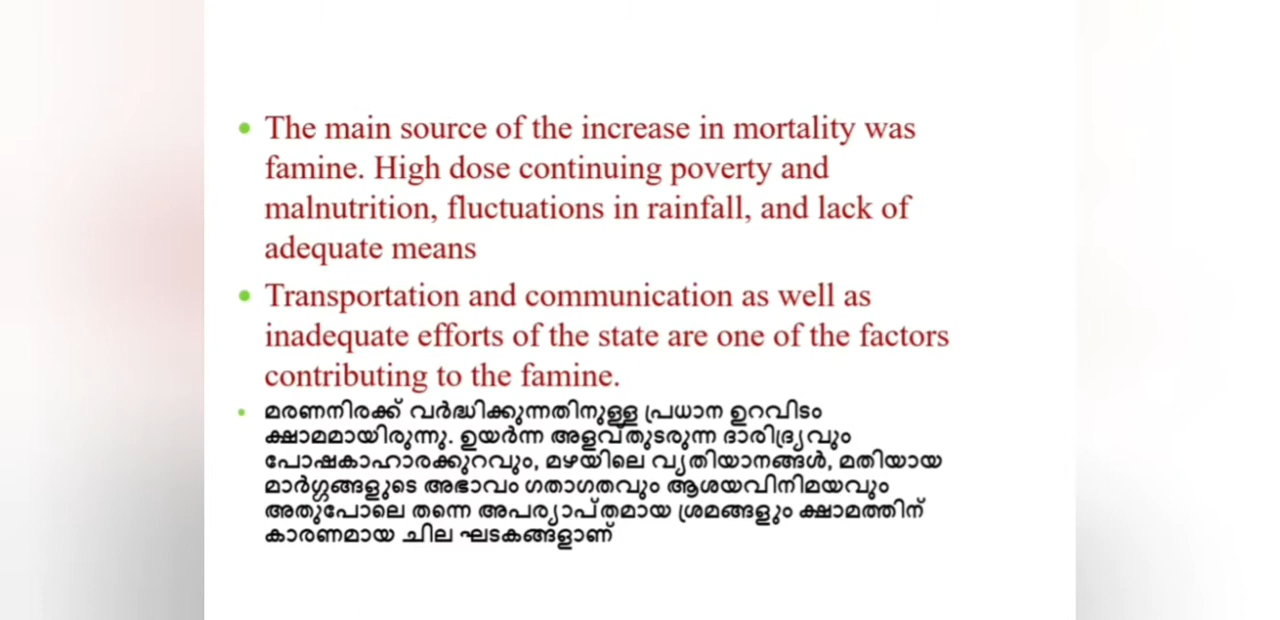 The main source of the increase in mortality was
famine. High dose continuing poverty and
malnutrition, fluctuations in rainfall, and lack of
adequate means
Transportation and communication as well as
inadequate efforts of the state are one of the factors
contributing to the famine.
മരണനിരക്ക് വർദ്ധിക്കുന്നതിനുള്ള പ്രധാന ഉറവിടം
ക്ഷാമമായിരുന്നു. ഉയർന്ന അളവ്തുടരുന്ന ദാരിദ്ര്യവും
പോഷകാഹാരക്കുറവും, മഴയിലെ വ്യതിയാനങ്ങൾ, മതിയായ
മാർഗ്ഗങ്ങളുടെ അഭാവം ഗതാഗതവും ആശയവിനിമയവും
അതുപോലെ തന്നെ അപര്യാപ്തമായ ശ്രമങ്ങളും ക്ഷാമത്തിന്
കാരണമായ ചില ഘടകങ്ങളാണ്